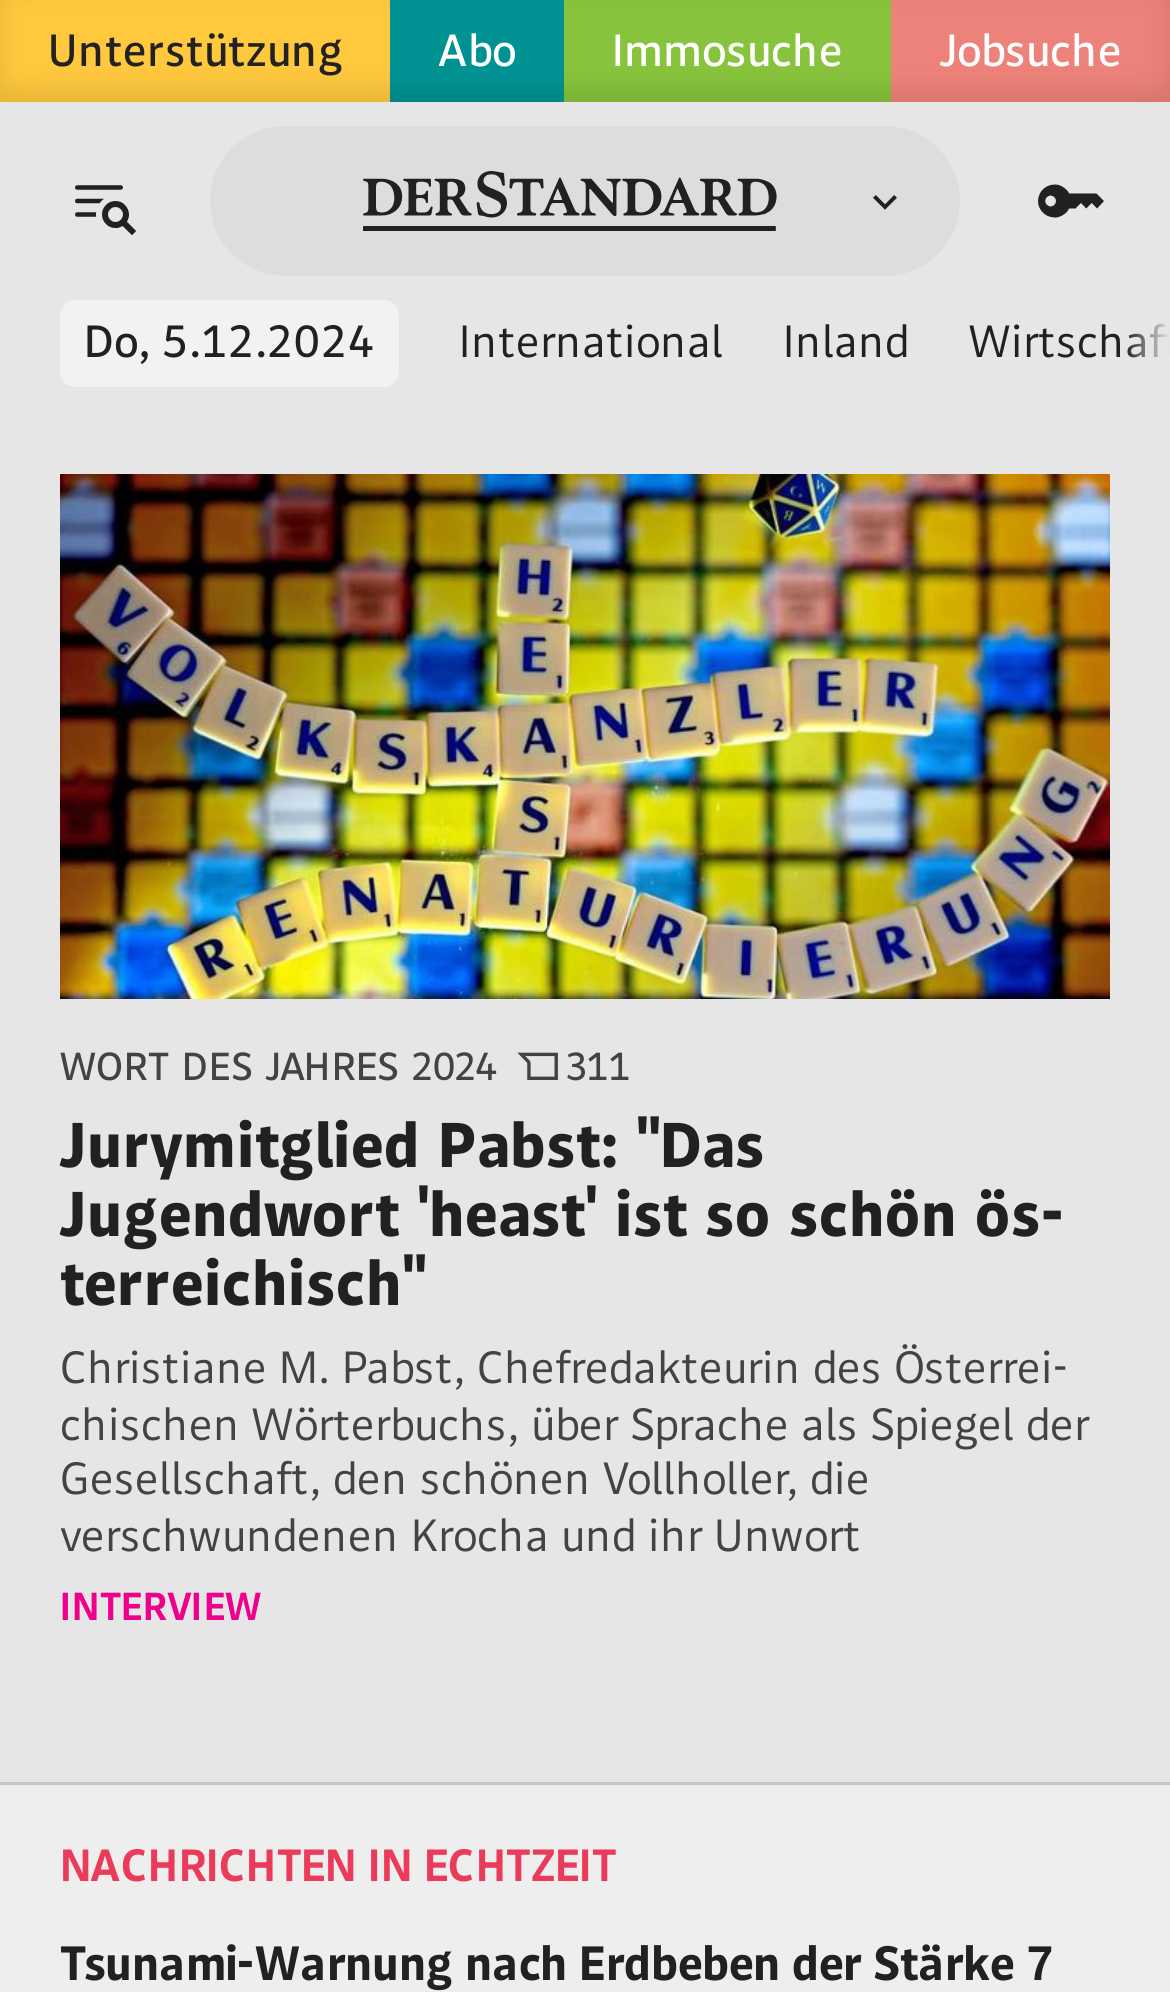 Unterstützung Abo Immosuche Jobsuche
DERSTANDARD
Do, 5.12.2024 International Inland Wirtschaf
HEAST
VOLKSKANZLER
RENATURIERUNG
WORT DES JAHRES 2024 311
Jurymitglied Pabst: "Das
Jugendwort 'heast' ist so schön ös-
terreichisch"
Christiane M. Pabst, Chefredakteurin des Österrei-
chischen Wörterbuchs, über Sprache als Spiegel der
Gesellschaft, den schönen Vollholler, die
verschwundenen Krocha und ihr Unwort
INTERVIEW
NACHRICHTEN IN ECHTZEIT
Tsunami-Warnung nach Erdbeben der Stärke 7